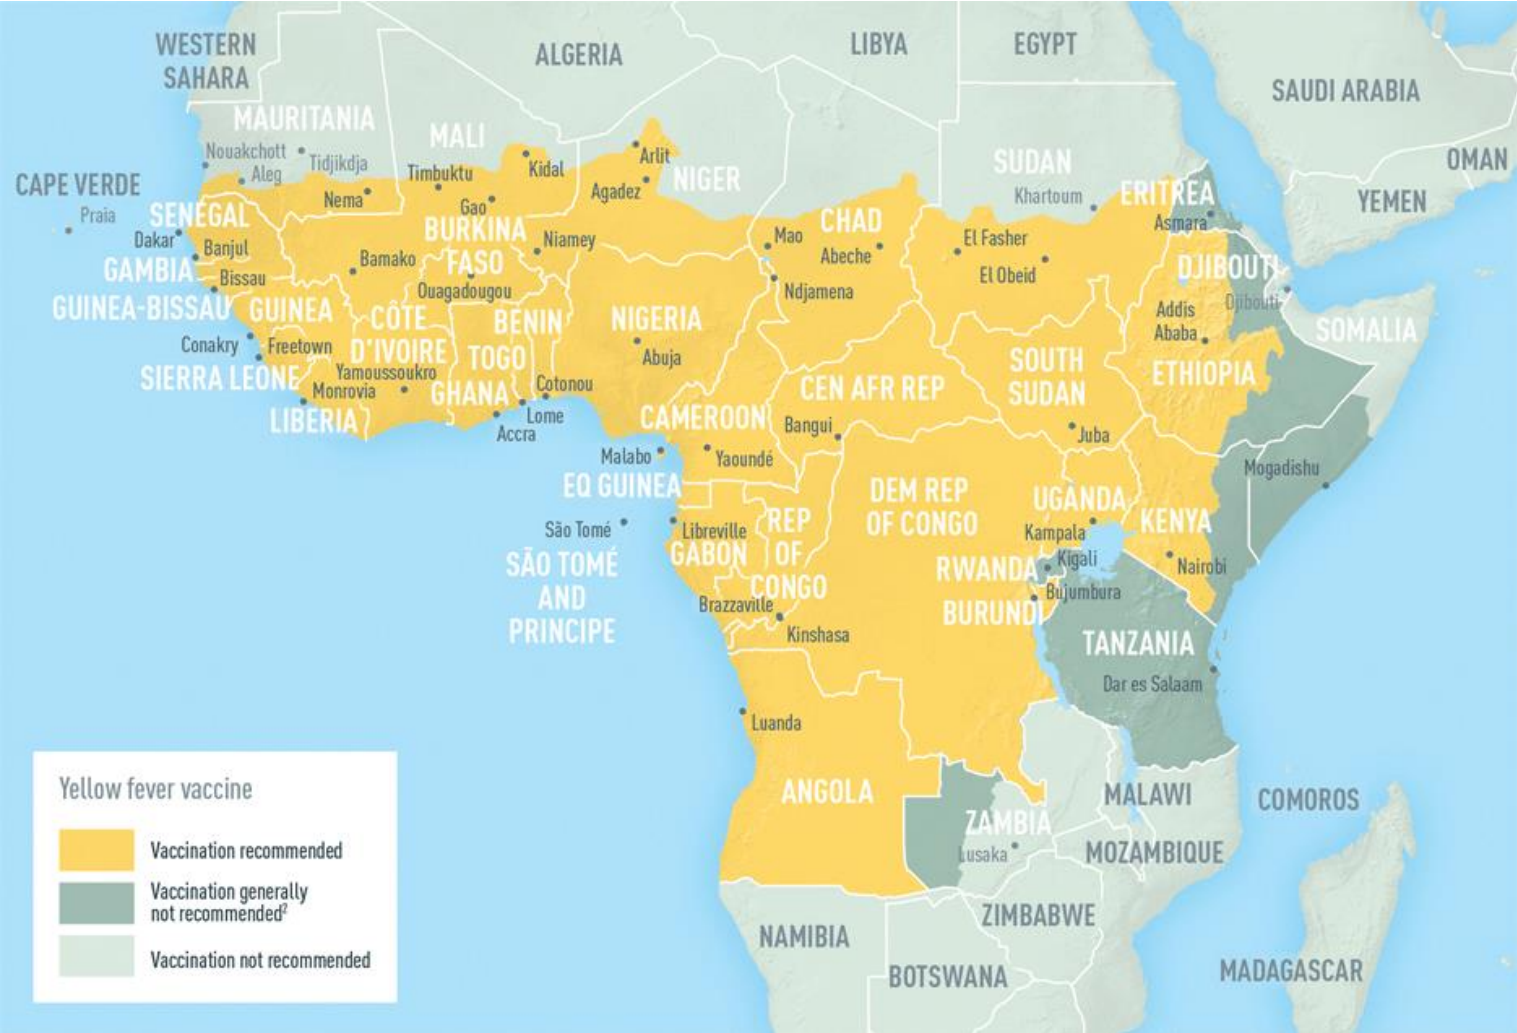 WESTERN
SAHARA
ALGERIA
LIBYA
EGYPT
SAUDI ARABIA
OMAN
YEMEN
MAURITANIA
Nouakchott
Tidjikdja
Aleg
Nema
MALI
Timbuktu
Kidal
Gao
Bamako
Arlit
Agadez
NIGER
Niamey
CHAD
Mao
Abeche
Ndjamena
SUDAN
Khartoum
El Fasher
El Obeid
ERITREA
Asmara
CAPE VERDE
Praia
SENEGAL
Dakar
Banjul
GAMBIA
Bissau
GUINEA-BISSAU
GUINEA
Conakry
Freetown
SIERRA LEONE
Monrovia
LIBERIA
BURKINA
FASO
Ouagadougou
CÔTE
D'IVOIRE
Yamoussoukro
BENIN
TOGO
GHANA
Cotonou
Lome
Accra
NIGERIA
Abuja
CAMEROON
Yaoundé
Malabo
EQ GUINEA
São Tomé
SÃO TOMÉ
AND
PRINCIPE
Libreville
GABON
REP
OF
CONGO
Brazzaville
Kinshasa
CEN AFR REP
Bangui
DEM REP
OF CONGO
SOUTH
SUDAN
Juba
DJIBOUTI
Djibouti
Addis
Ababa
ETHIOPIA
SOMALIA
Mogadishu
UGANDA
Kampala
KENYA
Nairobi
RWANDA
Kigali
Bujumbura
BURUNDI
TANZANIA
Dar es Salaam
Luanda
ANGOLA
ZAMBIA
Lusaka
MALAWI
MOZAMBIQUE
COMOROS
ZIMBABWE
NAMIBIA
BOTSWANA
MADAGASCAR
Yellow fever vaccine
Vaccination recommended
Vaccination generally
not recommended²
Vaccination not recommended